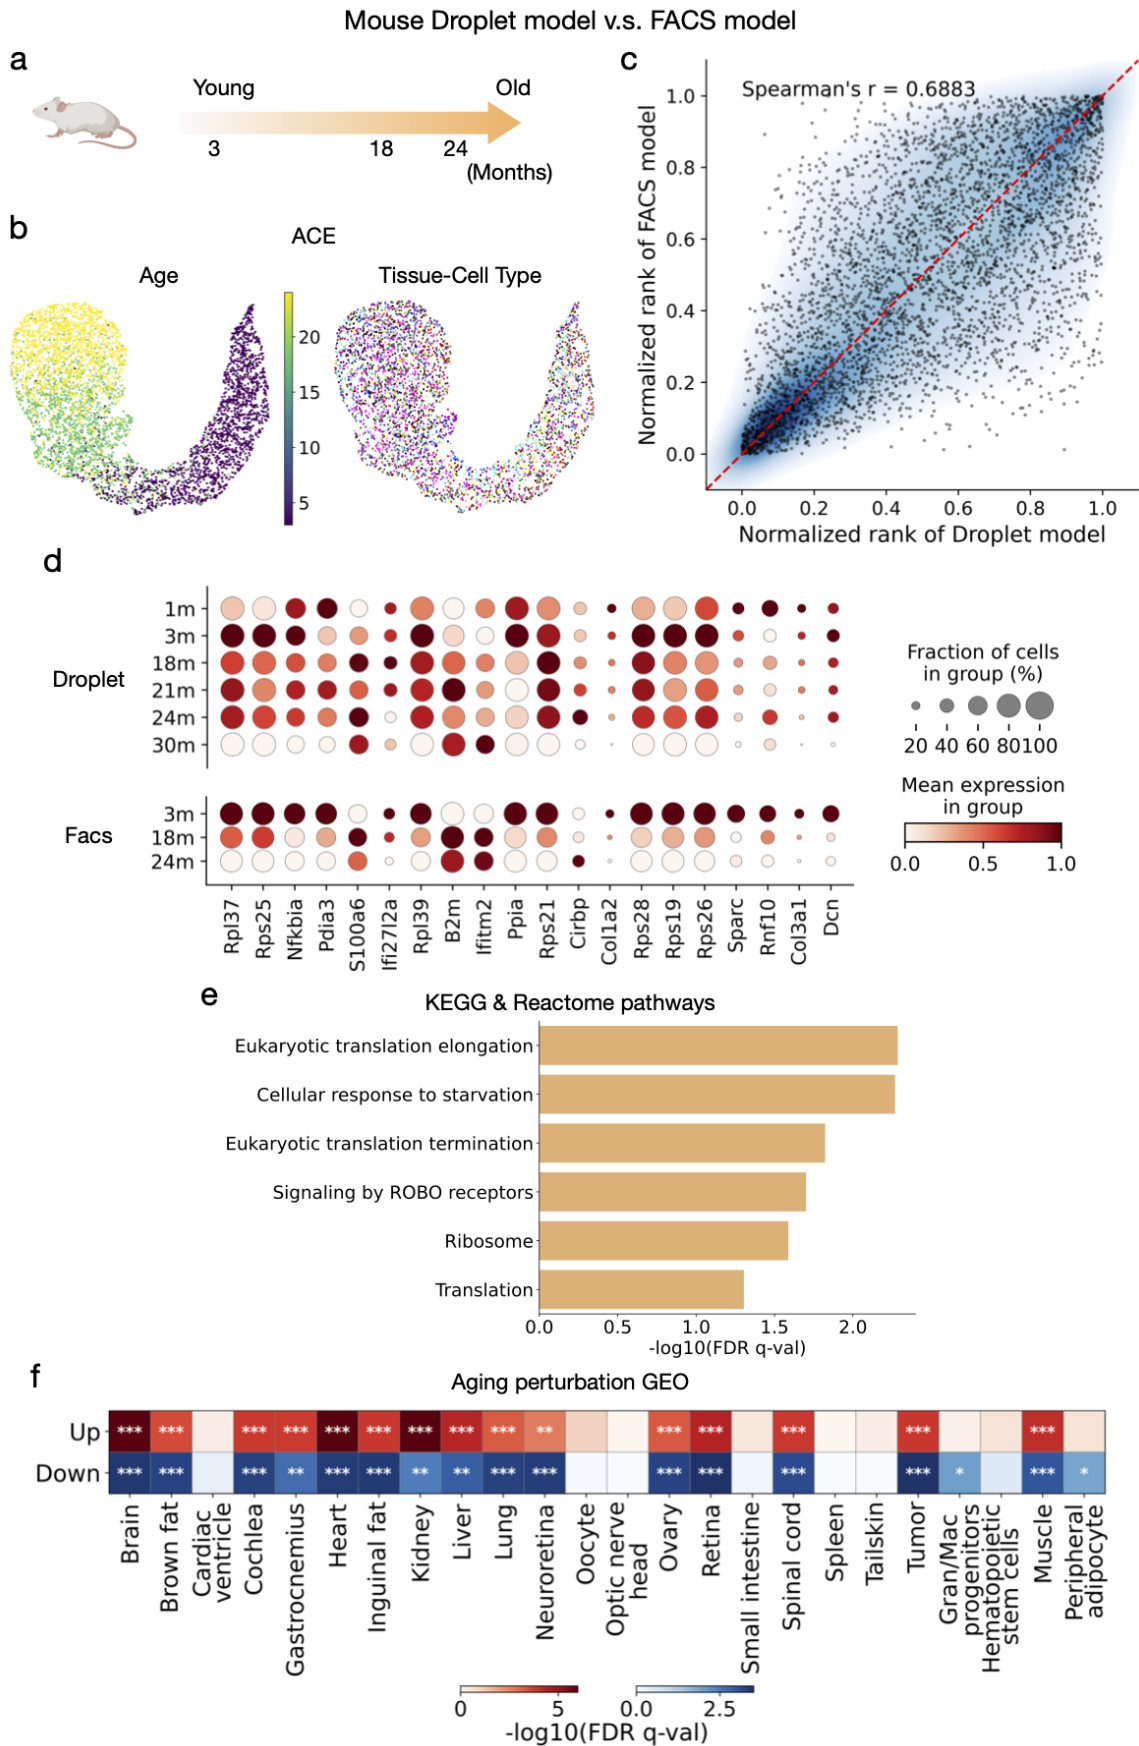 Mouse Droplet model v.s. FACS model
a
Young
Old
3
18
24
(Months)
b
ACE
Age
Tissue-Cell Type
20
15
10
5
c
Spearman's r = 0.6883
Normalized rank of FACS model
1.0
0.8
0.6
0.4
0.2
0.0
0.0 0.2 0.4 0.6 0.8 1.0
Normalized rank of Droplet model
d
Droplet
1m
3m
18m
21m
24m
30m
Facs
3m
18m
24m
Rpl37
Rps25
Nfkbia
Pdia3
S100a6
Ifi27l2a
Rpl39
B2m
Ifitm2
Ppia
Rps21
Cirbp
Col1a2
Rps28
Rps19
Rps26
Sparc
Rnf10
Col3a1
Dcn
Fraction of cells
in group (%)
20 40 60 80 100
Mean expression
in group
0.0 0.5 1.0
e
KEGG & Reactome pathways
Eukaryotic translation elongation
Cellular response to starvation
Eukaryotic translation termination
Signaling by ROBO receptors
Ribosome
Translation
0.0 0.5 1.0 1.5 2.0
-log10(FDR q-val)
f
Aging perturbation GEO
Up *** *** *** *** *** *** *** *** *** ** *** *** *** *** ***
Down *** *** *** ** *** *** ** ** *** *** *** *** *** *** * *** *
Brain
Brown fat
Cardiac
ventricle
Cochlea
Gastrocnemius
Heart
Inguinal fat
Kidney
Liver
Lung
Neuroretina
Oocyte
Optic nerve
head
Ovary
Retina
Small intestine
Spinal cord
Spleen
Tailskin
Tumor
Gran/Mac
progenitors
Hematopoietic
stem cells
Muscle
Peripheral
adipocyte
0 5
0.0 2.5
-log10(FDR q-val)